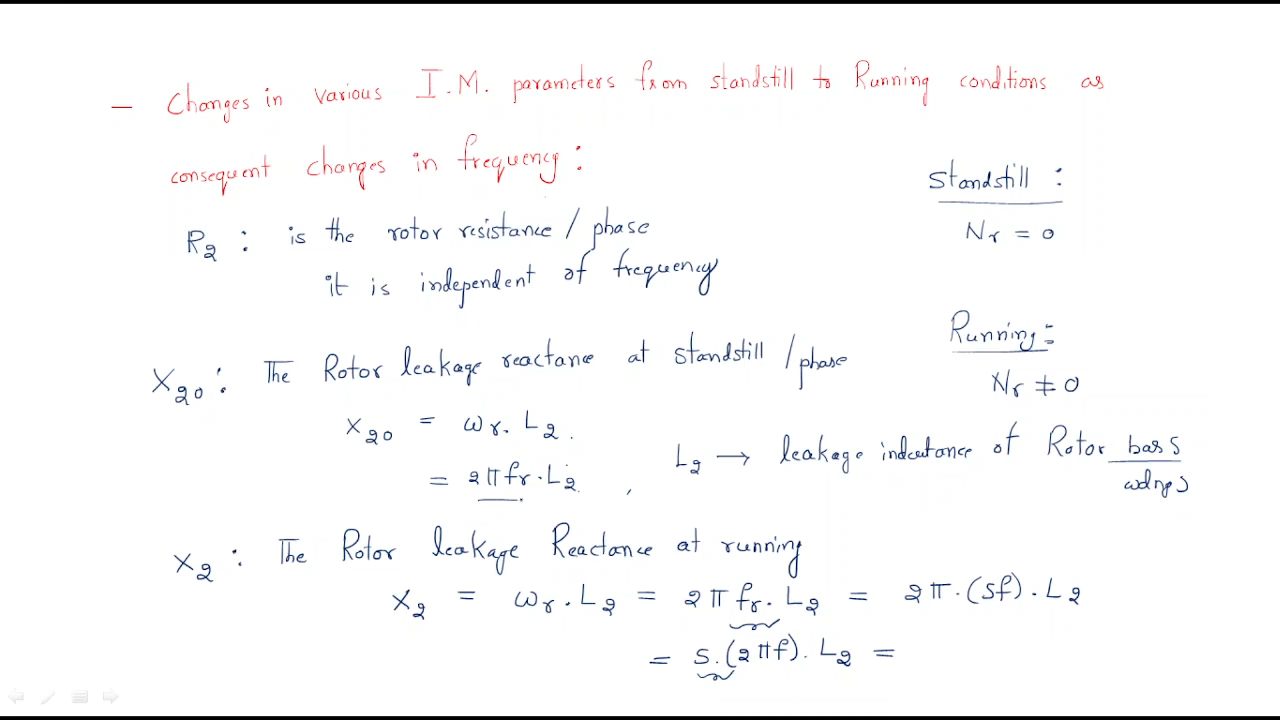 – Changes in various I.M. parameters from standstill to Running conditions as
consequent changes in frequency :
Standstill :
Nr = 0
R2 : is the rotor resistance / phase
it is independent of frequency
Running :
Nr ≠ 0
X20 : The Rotor leakage reactance at standstill / phase
X20 = ωr. L2.
= 2πfr. L2. ,
L2 → leakage inductance of Rotor bars / wdngs
X2 : The Rotor leakage Reactance at running
X2 = ωr. L2 = 2πfr. L2 = 2π.(sf). L2
= s.(2πf). L2 =